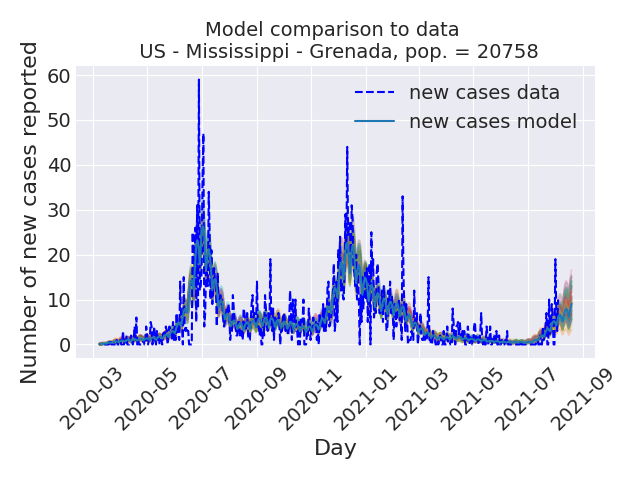 Model comparison to data
US - Mississippi - Grenada, pop. = 20758
Number of new cases reported
60
50
40
30
20
10
0
new cases data
new cases model
2020-03
2020-05
2020-07
2020-09
2020-11
2021-01
2021-03
2021-05
2021-07
2021-09
Day